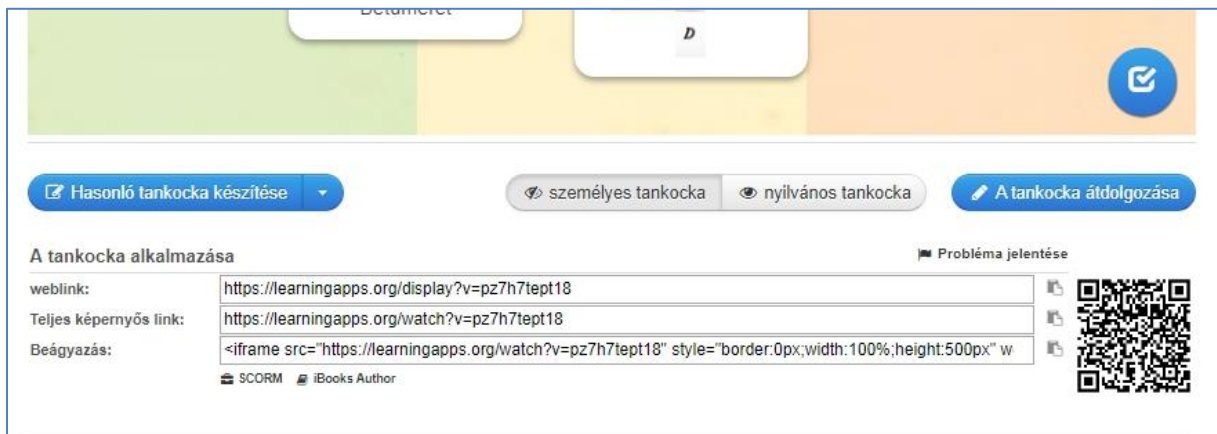 Betűméret
D
Hasonló tankocka készítése
személyes tankocka
nyilvános tankocka
A tankocka átdolgozása
A tankocka alkalmazása
Probléma jelentése
weblink:
https://learningapps.org/display?v=pz7h7tept18
Teljes képernyős link:
https://learningapps.org/watch?v=pz7h7tept18
Beágyazás:
<iframe src="https://learningapps.org/watch?v=pz7h7tept18" style="border:0px;width:100%;height:500px" w
SCORM
iBooks Author